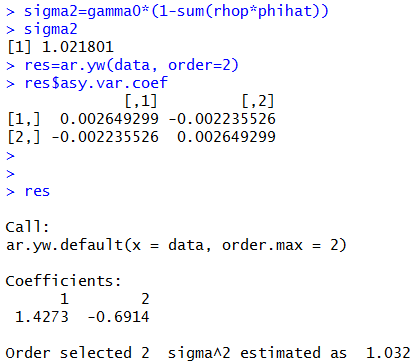 > sigma2=gamma0*(1-sum(rhop*phihat))
> sigma2
[1] 1.021801
> res=ar.yw(data, order=2)
> res$asy.var.coef
             [,1]         [,2]
[1,]  0.002649299 -0.002235526
[2,] -0.002235526  0.002649299
>
>
> res
Call:
ar.yw.default(x = data, order.max = 2)
Coefficients:
      1        2
 1.4273  -0.6914
Order selected 2  sigma^2 estimated as  1.032